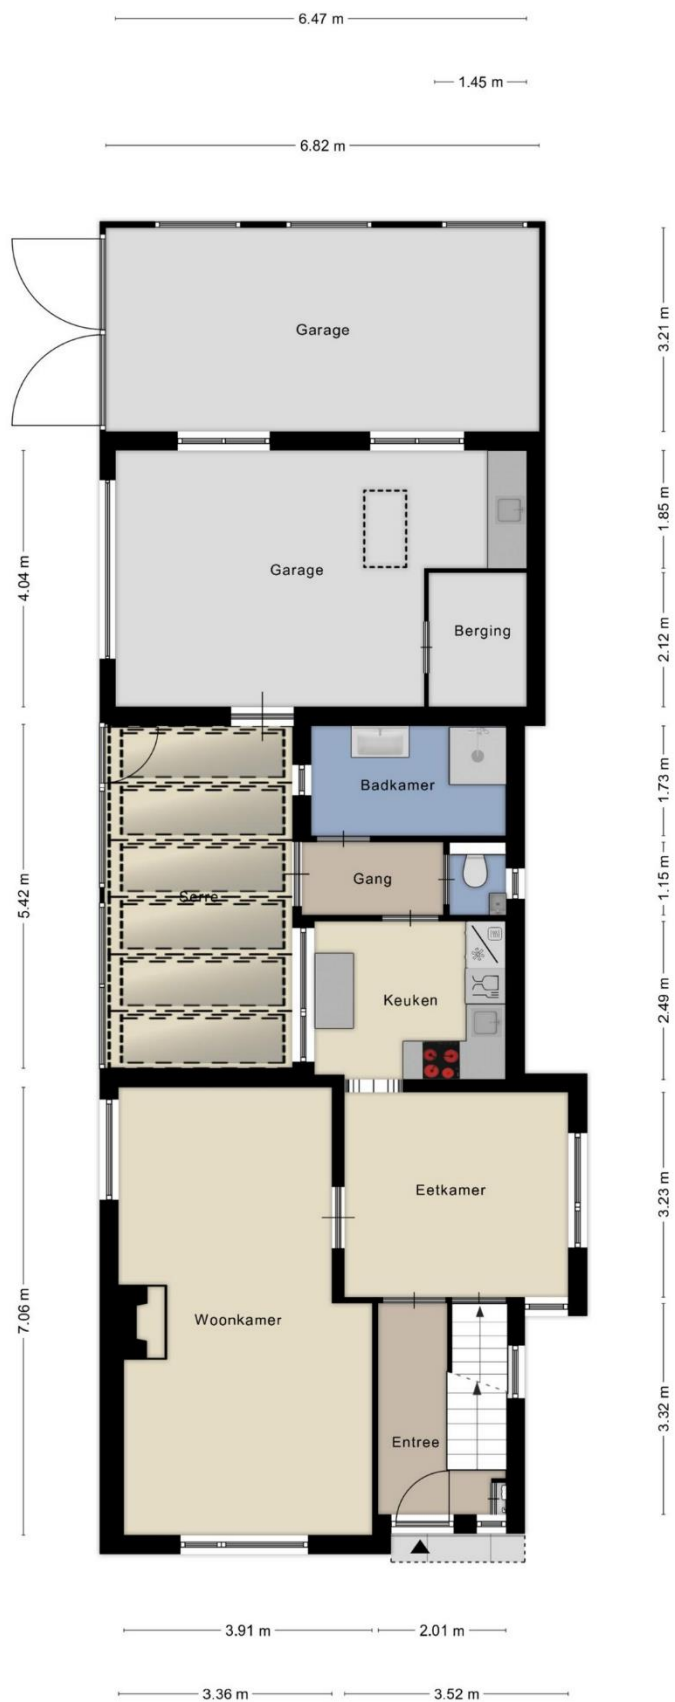 6.47 m
1.45 m
6.82 m
Garage
3.21 m
Garage
4.04 m
1.85 m
Berging
2.12 m
Badkamer
1.73 m
Gang
1.15 m
Serre
5.42 m
Keuken
2.49 m
Eetkamer
3.23 m
Woonkamer
7.06 m
Entree
3.32 m
3.91 m
2.01 m
3.36 m
3.52 m